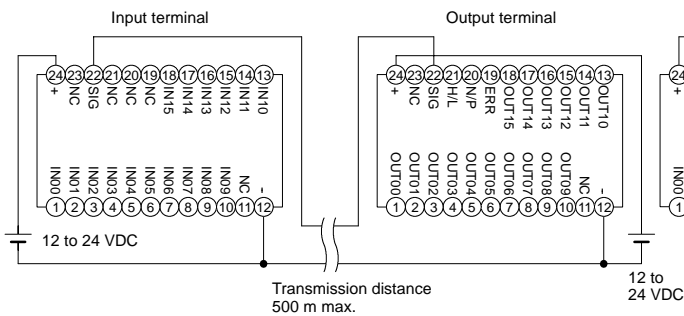 Input terminal
Output terminal
24 23 22 21 20 19 18 17 16 15 14 13
+ NC SIG NC NC NC IN15 IN14 IN13 IN12 IN11 IN10
IN00 IN01 IN02 IN03 IN04 IN05 IN06 IN07 IN08 IN09 NC -
1 2 3 4 5 6 7 8 9 10 11 12
12 to 24 VDC
24 23 22 21 20 19 18 17 16 15 14 13
+ NC SIG H/L N/P ERR OUT15 OUT14 OUT13 OUT12 OUT11 OUT10
OUT00 OUT01 OUT02 OUT03 OUT04 OUT05 OUT06 OUT07 OUT08 OUT09 NC -
1 2 3 4 5 6 7 8 9 10 11 12
24
+
IN00
1
12 to
24 VDC
Transmission distance
500 m max.